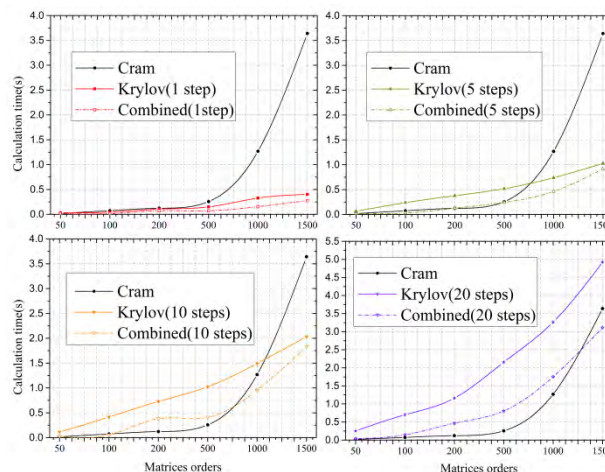 4.0
3.5
3.0
2.5
2.0
1.5
1.0
0.5
0.0
Calculation time(s)
Cram
Krylov(1 step)
Combined(1step)
50 100 200 500 1000 1500
4.0
3.5
3.0
2.5
2.0
1.5
1.0
0.5
0.0
Calculation time(s)
Cram
Krylov(5 steps)
Combined(5 steps)
50 100 200 500 1000 1500
4.0
3.5
3.0
2.5
2.0
1.5
1.0
0.5
0.0
Calculation time(s)
Cram
Krylov(10 steps)
Combined(10 steps)
50 100 200 500 1000 1500
Matrices orders
5.5
5.0
4.5
4.0
3.5
3.0
2.5
2.0
1.5
1.0
0.5
0.0
Cram
Krylov(20 steps)
Combined(20 steps)
50 100 200 500 1000 1500
Matrices orders